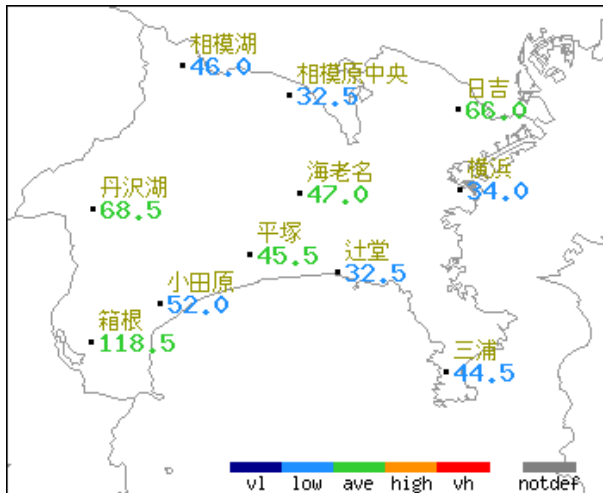 相模湖
46.0
相模原中央
32.5
日吉
66.0
丹沢湖
68.5
海老名
47.0
横浜
34.0
平塚
45.5
辻堂
32.5
小田原
52.0
箱根
118.5
三浦
44.5
vl low ave high vh notdef